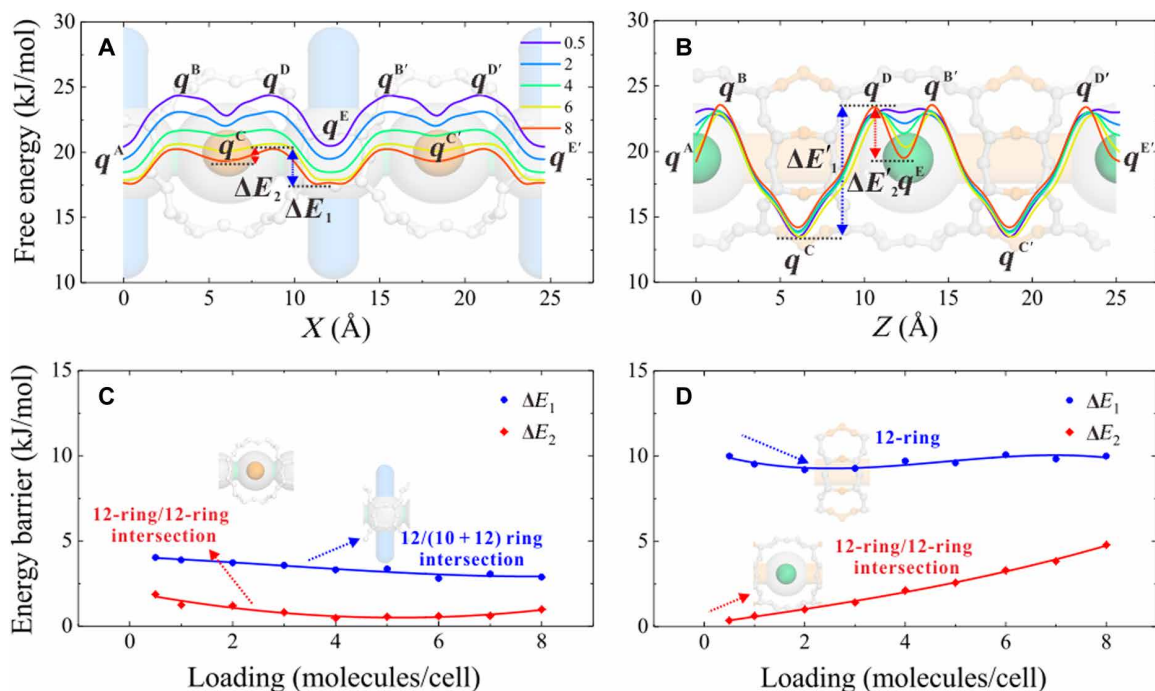 A
B
0.5
2
4
6
8
q^A
q^B
q^C
q^D
q^E
q^B′
q^C′
q^D′
q^E′
ΔE₂
ΔE₁
30
25
20
15
10
0
5
10
15
20
25
X (Å)
Free energy (kJ/mol)
q^A
q^B
q^C
q^D
q^E
q^B′
q^C′
q^D′
q^E′
ΔE′₁
ΔE′₂
30
25
20
15
10
0
5
10
15
20
25
Z (Å)
C
ΔE₁
ΔE₂
12-ring/12-ring
intersection
12/(10 + 12) ring
intersection
15
10
5
0
0
2
4
6
8
Loading (molecules/cell)
Energy barrier (kJ/mol)
D
ΔE₁
ΔE₂
12-ring
12-ring/12-ring
intersection
15
10
5
0
0
2
4
6
8
Loading (molecules/cell)